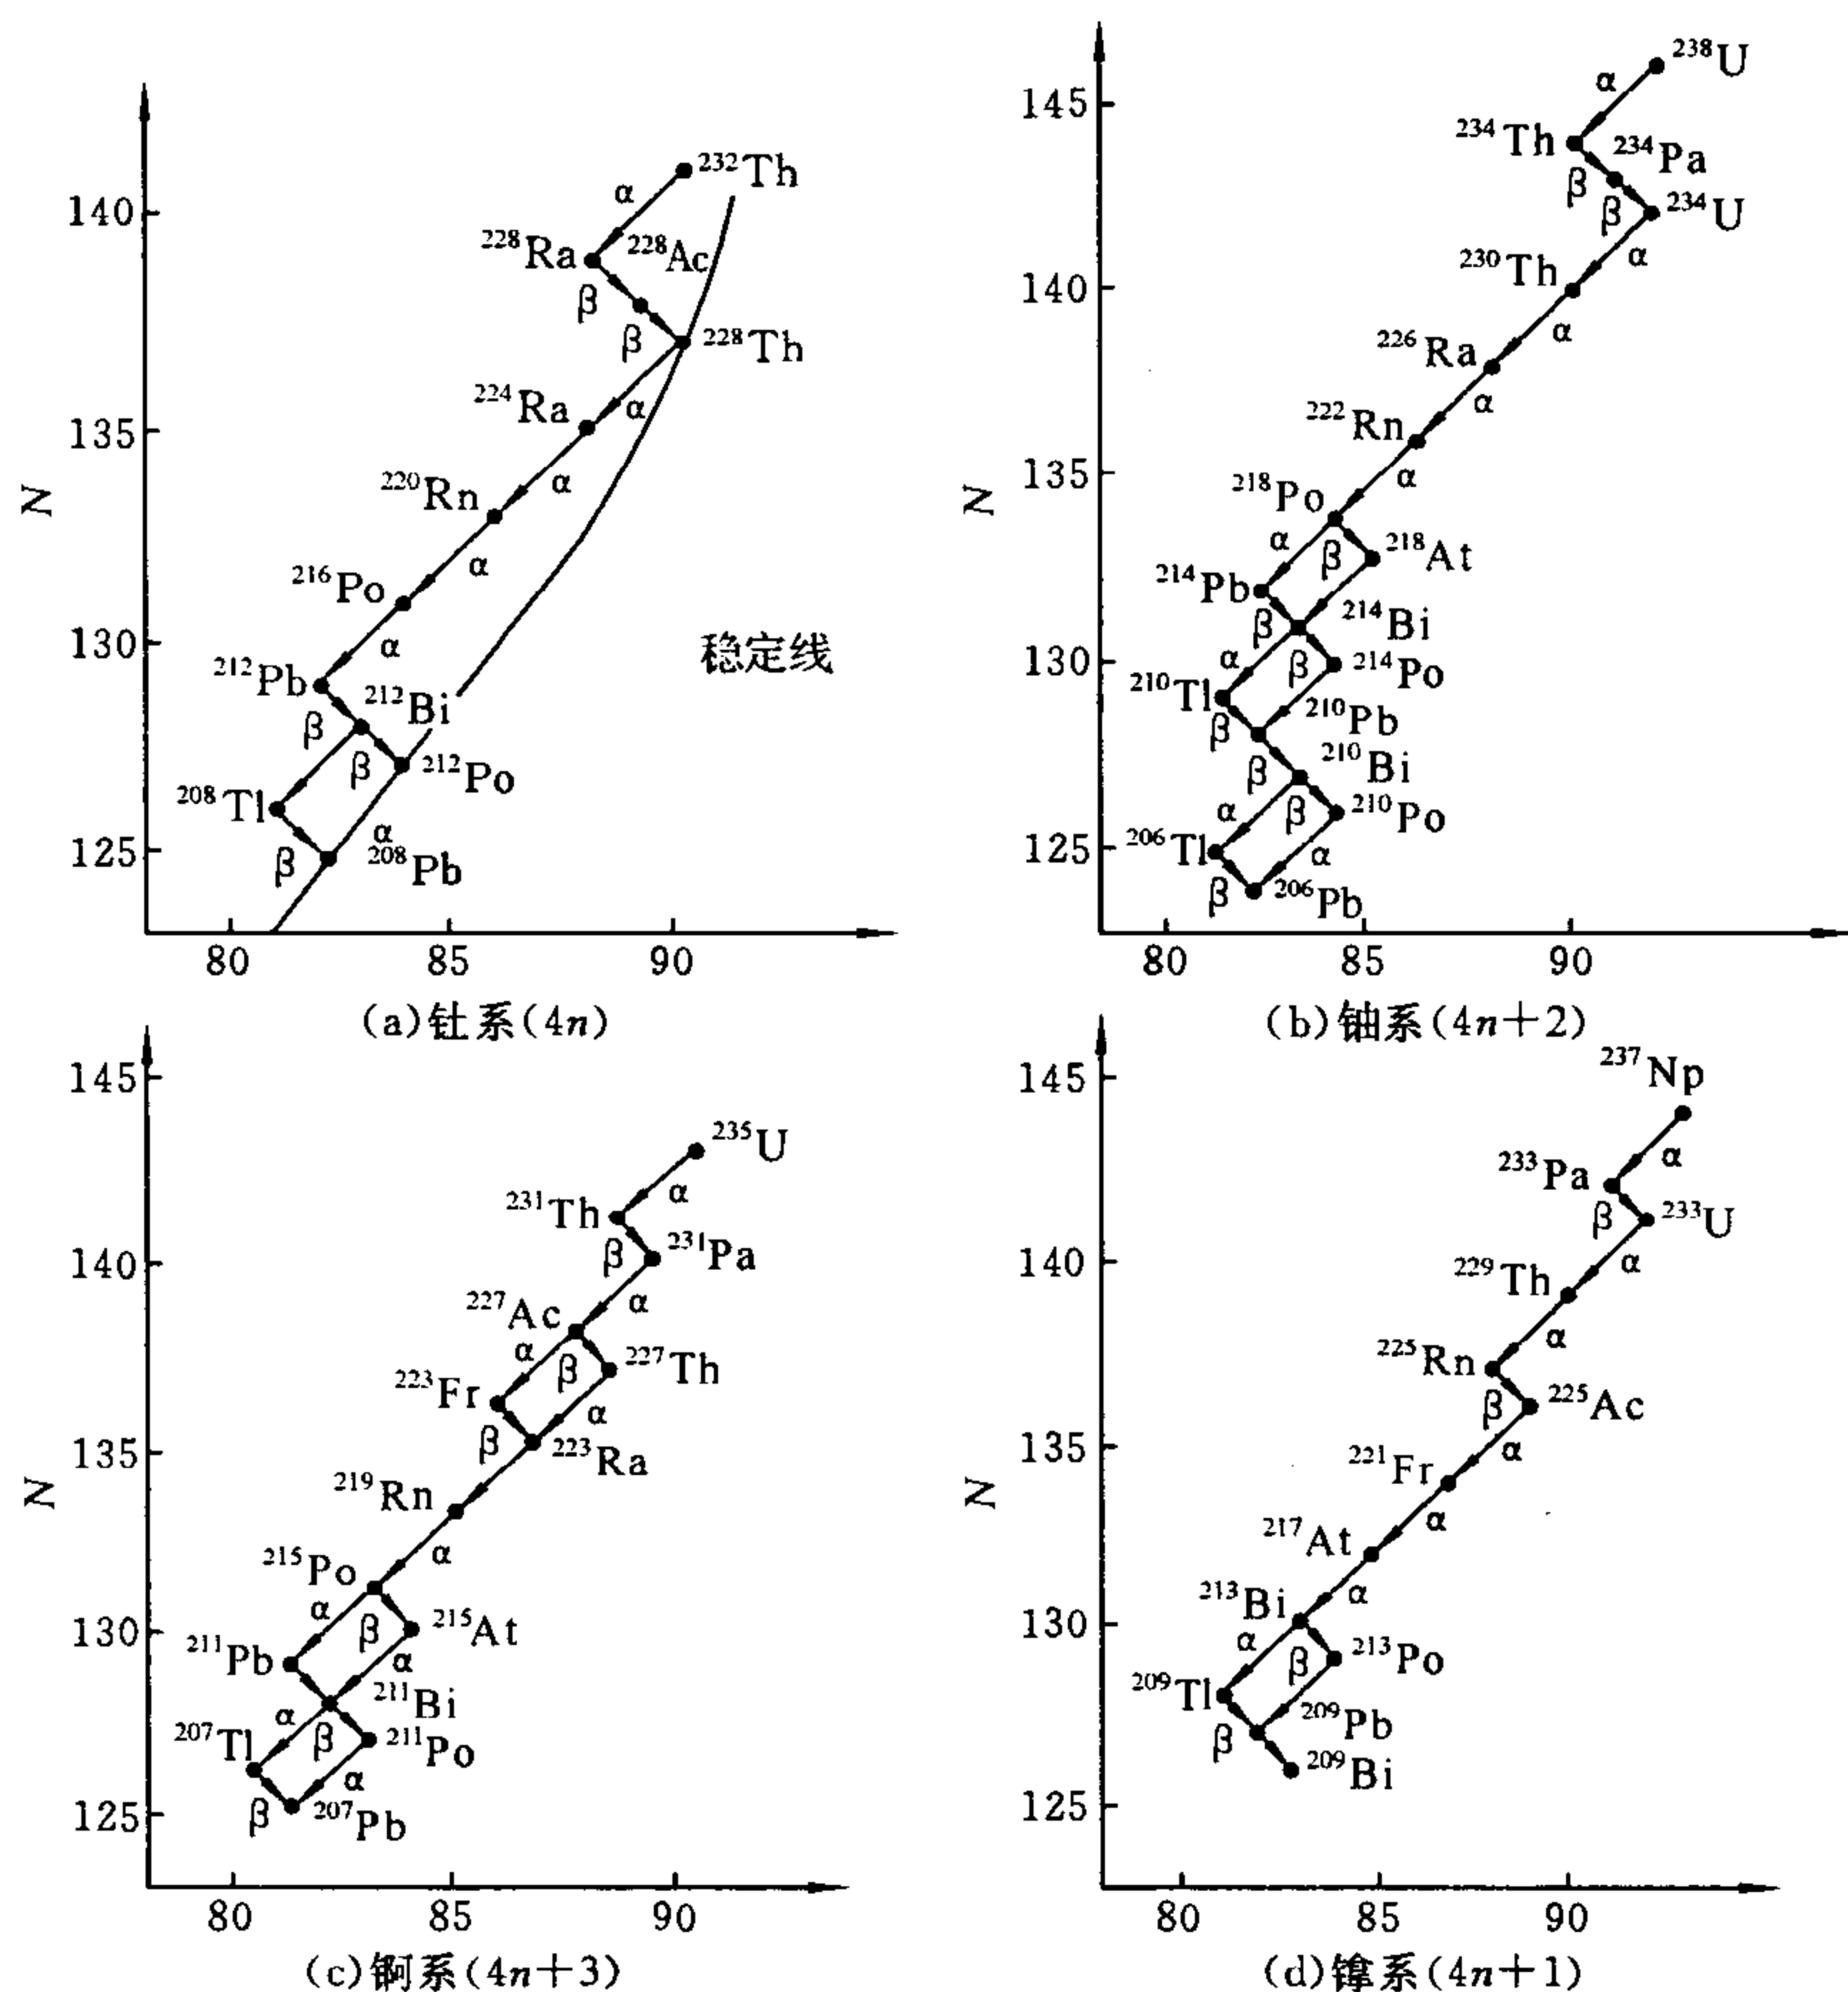 (a)钍系(4n)
N
140
135
130
125
80 85 90
²³²Th
α
²²⁸Ra
²²⁸Ac
β
β
²²⁸Th
α
²²⁴Ra
α
²²⁰Rn
α
²¹⁶Po
α
稳定线
²¹²Pb
²¹²Bi
β
β
²¹²Po
²⁰⁸Tl
α
β
²⁰⁸Pb
(b)铀系(4n+2)
N
145
140
135
130
125
80 85 90
²³⁸U
α
²³⁴Th
²³⁴Pa
β
β
²³⁴U
α
²³⁰Th
α
²²⁶Ra
α
²²²Rn
α
²¹⁸Po
α
β
²¹⁸At
²¹⁴Pb
β
²¹⁴Bi
α
β
²¹⁴Po
²¹⁰Tl
β
²¹⁰Pb
β
²¹⁰Bi
α
β
²¹⁰Po
²⁰⁶Tl
α
β
²⁰⁶Pb
(c)锕系(4n+3)
N
145
140
135
130
125
80 85 90
²³⁵U
α
²³¹Th
β
²³¹Pa
α
²²⁷Ac
α
β
²²⁷Th
²²³Fr
α
β
²²³Ra
²¹⁹Rn
α
²¹⁵Po
α
β
²¹⁵At
²¹¹Pb
α
²¹¹Bi
α
β
²¹¹Po
²⁰⁷Tl
α
β
²⁰⁷Pb
(d)镎系(4n+1)
N
145
140
135
130
125
80 85 90
²³⁷Np
α
²³³Pa
β
²³³U
α
²²⁹Th
α
²²⁵Rn
β
²²⁵Ac
α
²²¹Fr
α
²¹⁷At
α
²¹³Bi
α
β
²¹³Po
²⁰⁹Tl
β
²⁰⁹Pb
²⁰⁹Bi